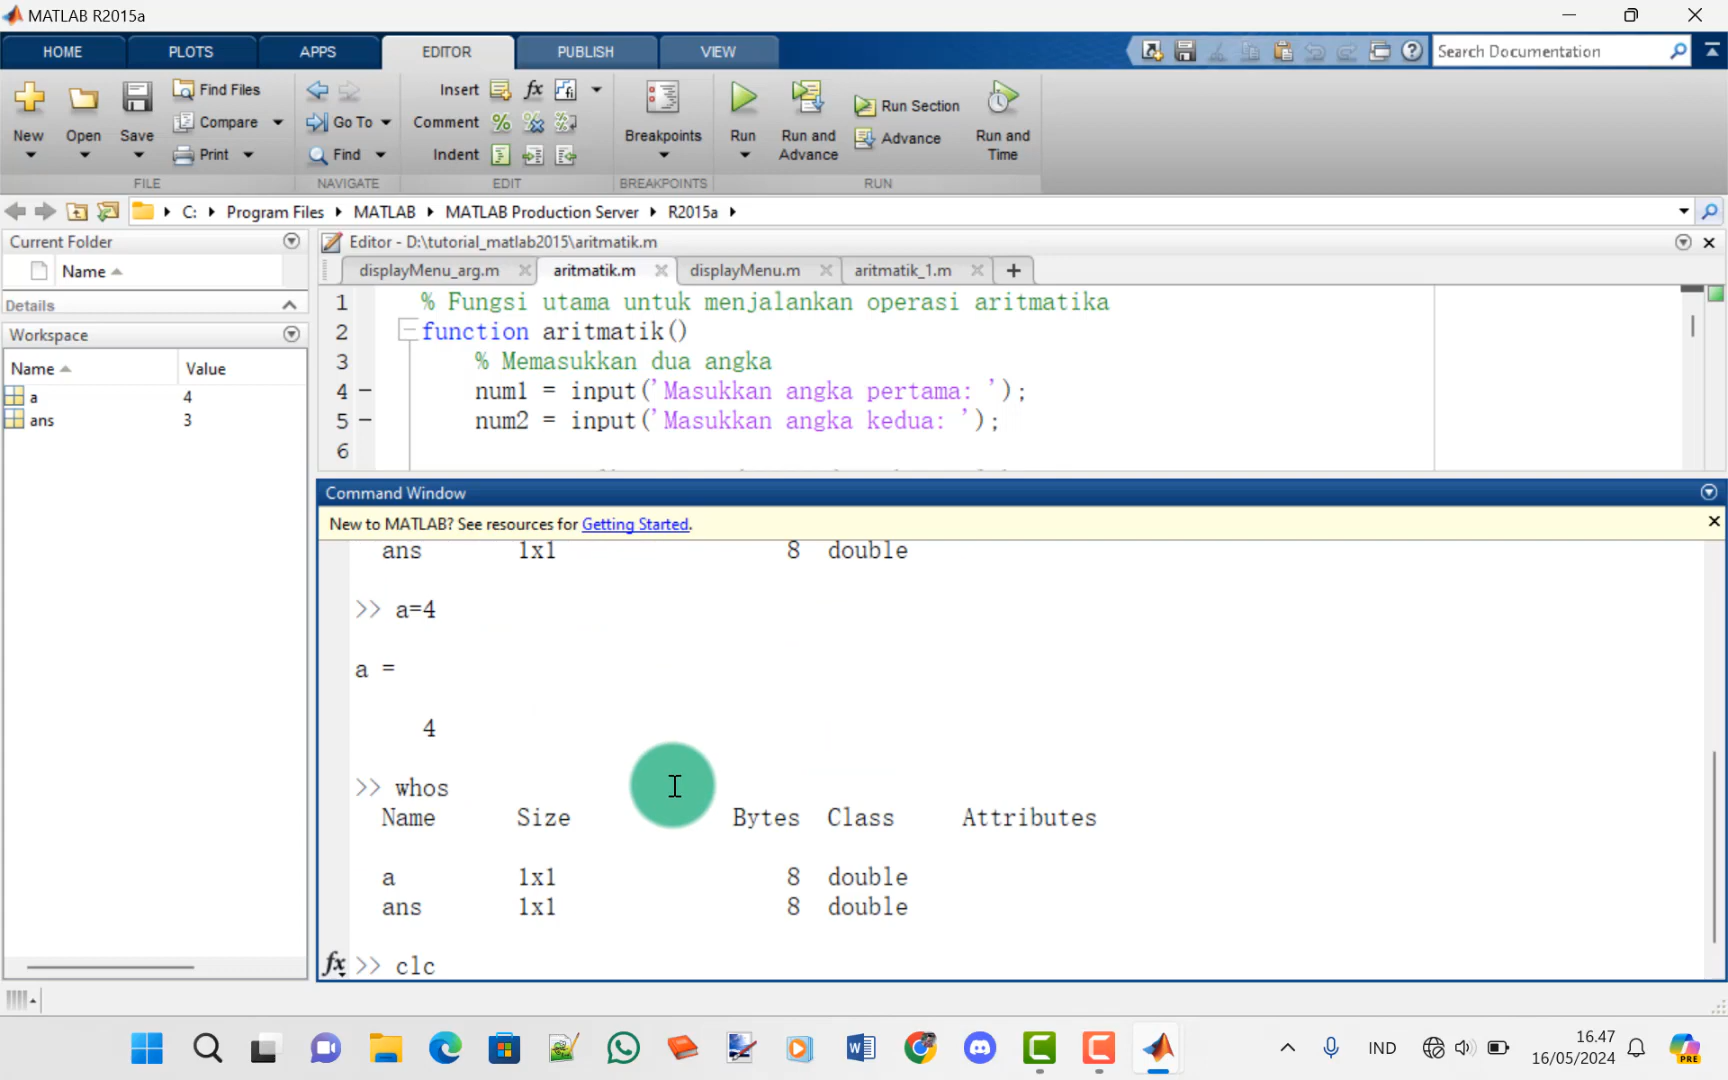 MATLAB R2015a
HOME PLOTS APPS EDITOR PUBLISH VIEW
Search Documentation
New Open Save
Find Files
Compare
Print
Go To
Find
Insert
Comment
Indent
fx
Breakpoints
Run
Run and Advance
Run Section
Advance
Run and Time
FILE NAVIGATE EDIT BREAKPOINTS RUN
C: Program Files MATLAB MATLAB Production Server R2015a
Current Folder
Name
Details
Workspace
Name Value
a 4
ans 3
Editor - D:\tutorial_matlab2015\aritmatik.m
displayMenu_arg.m aritmatik.m displayMenu.m aritmatik_1.m
1 % Fungsi utama untuk menjalankan operasi aritmatika
2 function aritmatik()
3 % Memasukkan dua angka
4 num1 = input('Masukkan angka pertama: ');
5 num2 = input('Masukkan angka kedua: ');
6
Command Window
New to MATLAB? See resources for Getting Started.
ans 1x1 8 double
>> a=4
a =
4
>> whos
Name Size Bytes Class Attributes
a 1x1 8 double
ans 1x1 8 double
fx >> clc
IND
16.47
16/05/2024
PRE